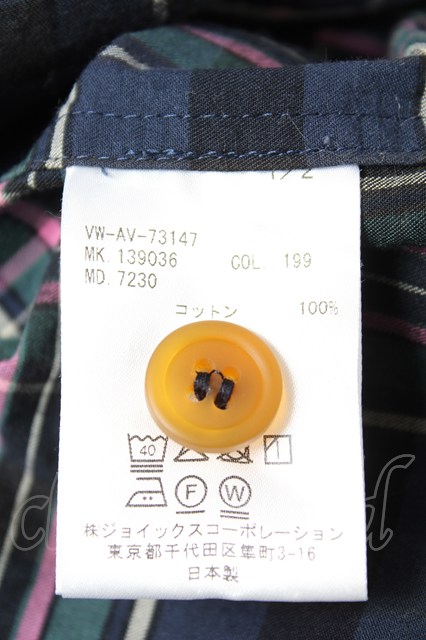 1/2
VW-AV-73147
MK. 139036 COL. 199
MD. 7230
コットン 100%
40
F W
株ジョイックスコーポレーション
東京都千代田区隼町3-16
日本製